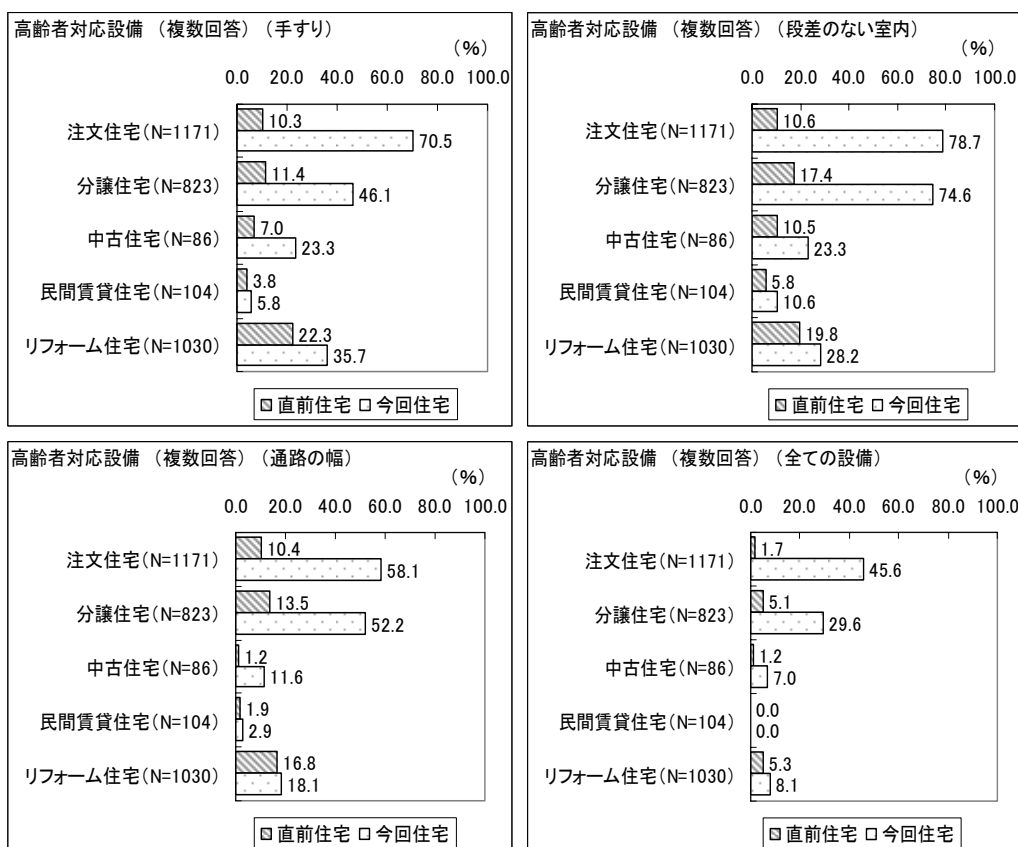 高齢者対応設備 （複数回答） （手すり）
（%）
0.0 20.0 40.0 60.0 80.0 100.0
注文住宅(N=1171)
10.3
70.5
分譲住宅(N=823)
11.4
46.1
中古住宅(N=86)
7.0
23.3
民間賃貸住宅(N=104)
3.8
5.8
リフォーム住宅(N=1030)
22.3
35.7
直前住宅 今回住宅
高齢者対応設備 （複数回答） （段差のない室内）
（%）
0.0 20.0 40.0 60.0 80.0 100.0
注文住宅(N=1171)
10.6
78.7
分譲住宅(N=823)
17.4
74.6
中古住宅(N=86)
10.5
23.3
民間賃貸住宅(N=104)
5.8
10.6
リフォーム住宅(N=1030)
19.8
28.2
直前住宅 今回住宅
高齢者対応設備 （複数回答） （通路の幅）
（%）
0.0 20.0 40.0 60.0 80.0 100.0
注文住宅(N=1171)
10.4
58.1
分譲住宅(N=823)
13.5
52.2
中古住宅(N=86)
1.2
11.6
民間賃貸住宅(N=104)
1.9
2.9
リフォーム住宅(N=1030)
16.8
18.1
直前住宅 今回住宅
高齢者対応設備 （複数回答） （全ての設備）
（%）
0.0 20.0 40.0 60.0 80.0 100.0
注文住宅(N=1171)
1.7
45.6
分譲住宅(N=823)
5.1
29.6
中古住宅(N=86)
1.2
7.0
民間賃貸住宅(N=104)
0.0
0.0
リフォーム住宅(N=1030)
5.3
8.1
直前住宅 今回住宅